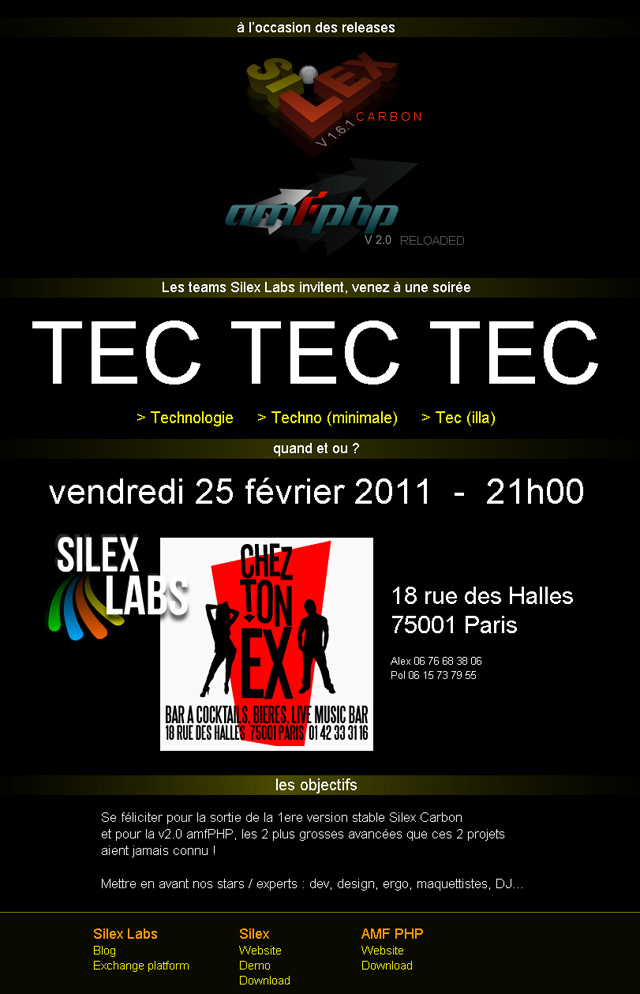 à l'occasion des releases
SILEX
V 1.6.1 CARBON
amfphp
V 2.0 RELOADED
Les teams Silex Labs invitent, venez à une soirée
TEC TEC TEC
> Technologie > Techno (minimale) > Tec (illa)
quand et ou ?
vendredi 25 février 2011 - 21h00
SILEX
LABS
CHEZ
TON
EX
BAR A COCKTAILS, BIERES, LIVE MUSIC BAR
18 RUE DES HALLES 75001 PARIS 01 42 33 31 16
18 rue des Halles
75001 Paris
Alex 06 76 68 38 06
Pol 06 15 73 79 55
les objectifs
Se féliciter pour la sortie de la 1ere version stable Silex Carbon
et pour la v2.0 amfPHP, les 2 plus grosses avancées que ces 2 projets
aient jamais connu !
Mettre en avant nos stars / experts : dev, design, ergo, maquettistes, DJ...
Silex Labs
Blog
Exchange platform
Silex
Website
Demo
Download
AMF PHP
Website
Download